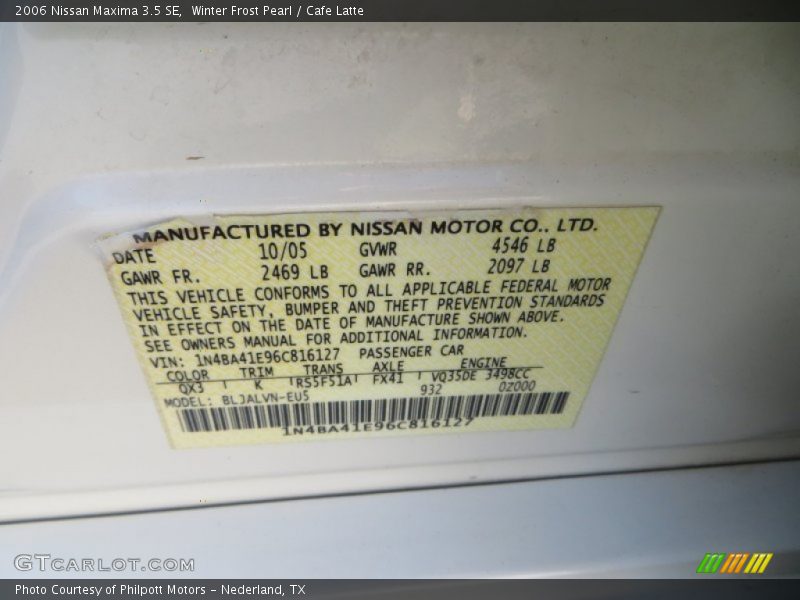 2006 Nissan Maxima 3.5 SE,  Winter Frost Pearl / Cafe Latte
MANUFACTURED BY NISSAN MOTOR CO., LTD.
DATE 10/05 GVWR 4546 LB
GAWR FR. 2469 LB GAWR RR. 2097 LB
THIS VEHICLE CONFORMS TO ALL APPLICABLE FEDERAL MOTOR
VEHICLE SAFETY, BUMPER AND THEFT PREVENTION STANDARDS
IN EFFECT ON THE DATE OF MANUFACTURE SHOWN ABOVE.
SEE OWNERS MANUAL FOR ADDITIONAL INFORMATION.
VIN: 1N4BA41E96C816127 PASSENGER CAR
COLOR TRIM TRANS AXLE ENGINE
QX3 K RS5F51A FX41 VQ35DE 3498CC
MODEL: BLJALVN-EU5 932 0Z000
1N4BA41E96C816127
GTCARLOT.COM
Photo Courtesy of Philpott Motors - Nederland, TX